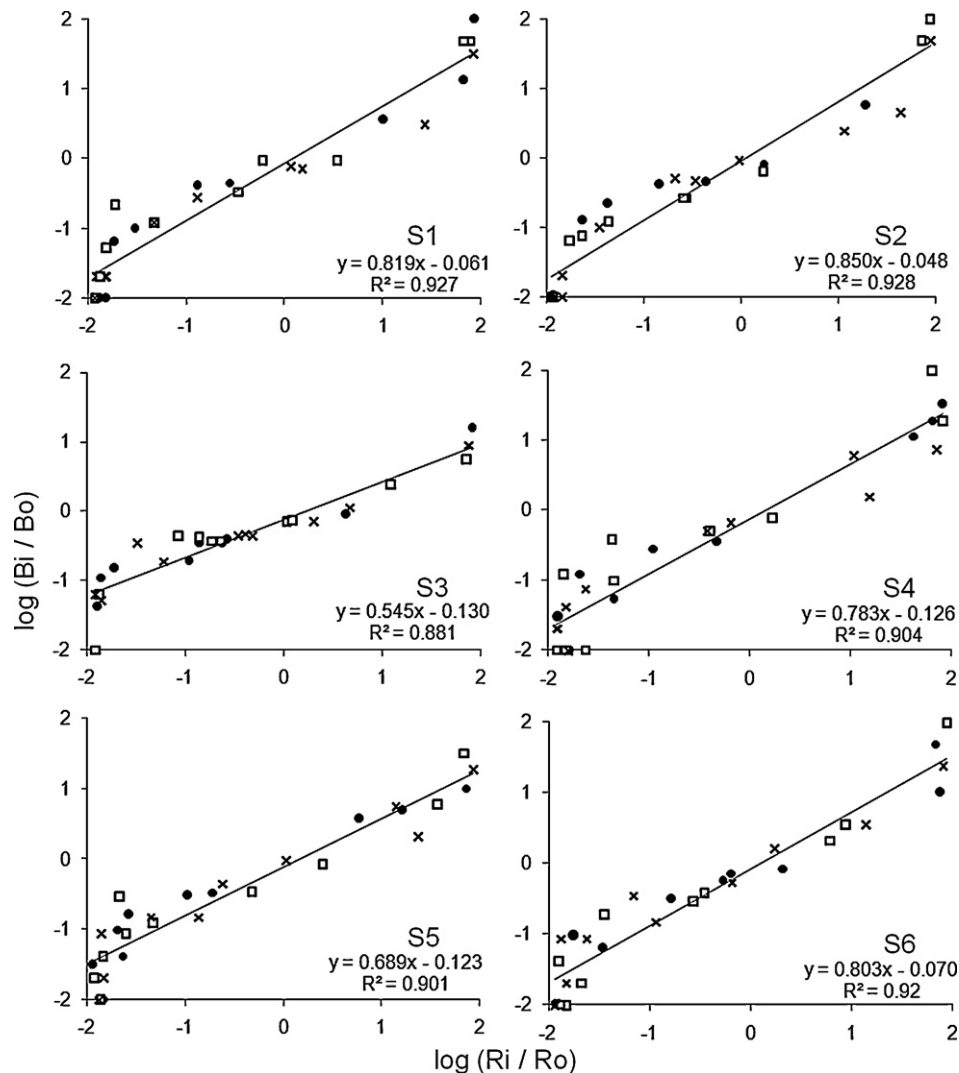 2
2
1
1
0
0
-1
-1
S1
S2
y = 0.819x - 0.061
y = 0.850x - 0.048
R² = 0.927
R² = 0.928
-2
-2
-2 -1 0 1 2
-2 -1 0 1 2
2
2
1
1
0
0
-1
-1
S3
S4
y = 0.545x - 0.130
y = 0.783x - 0.126
R² = 0.881
R² = 0.904
-2
-2
-2 -1 0 1 2
-2 -1 0 1 2
2
2
1
1
0
0
-1
-1
S5
S6
y = 0.689x - 0.123
y = 0.803x - 0.070
R² = 0.901
R² = 0.92
-2
-2
-2 -1 0 1 2
-2 -1 0 1 2
log (Bi / Bo)
log (Ri / Ro)